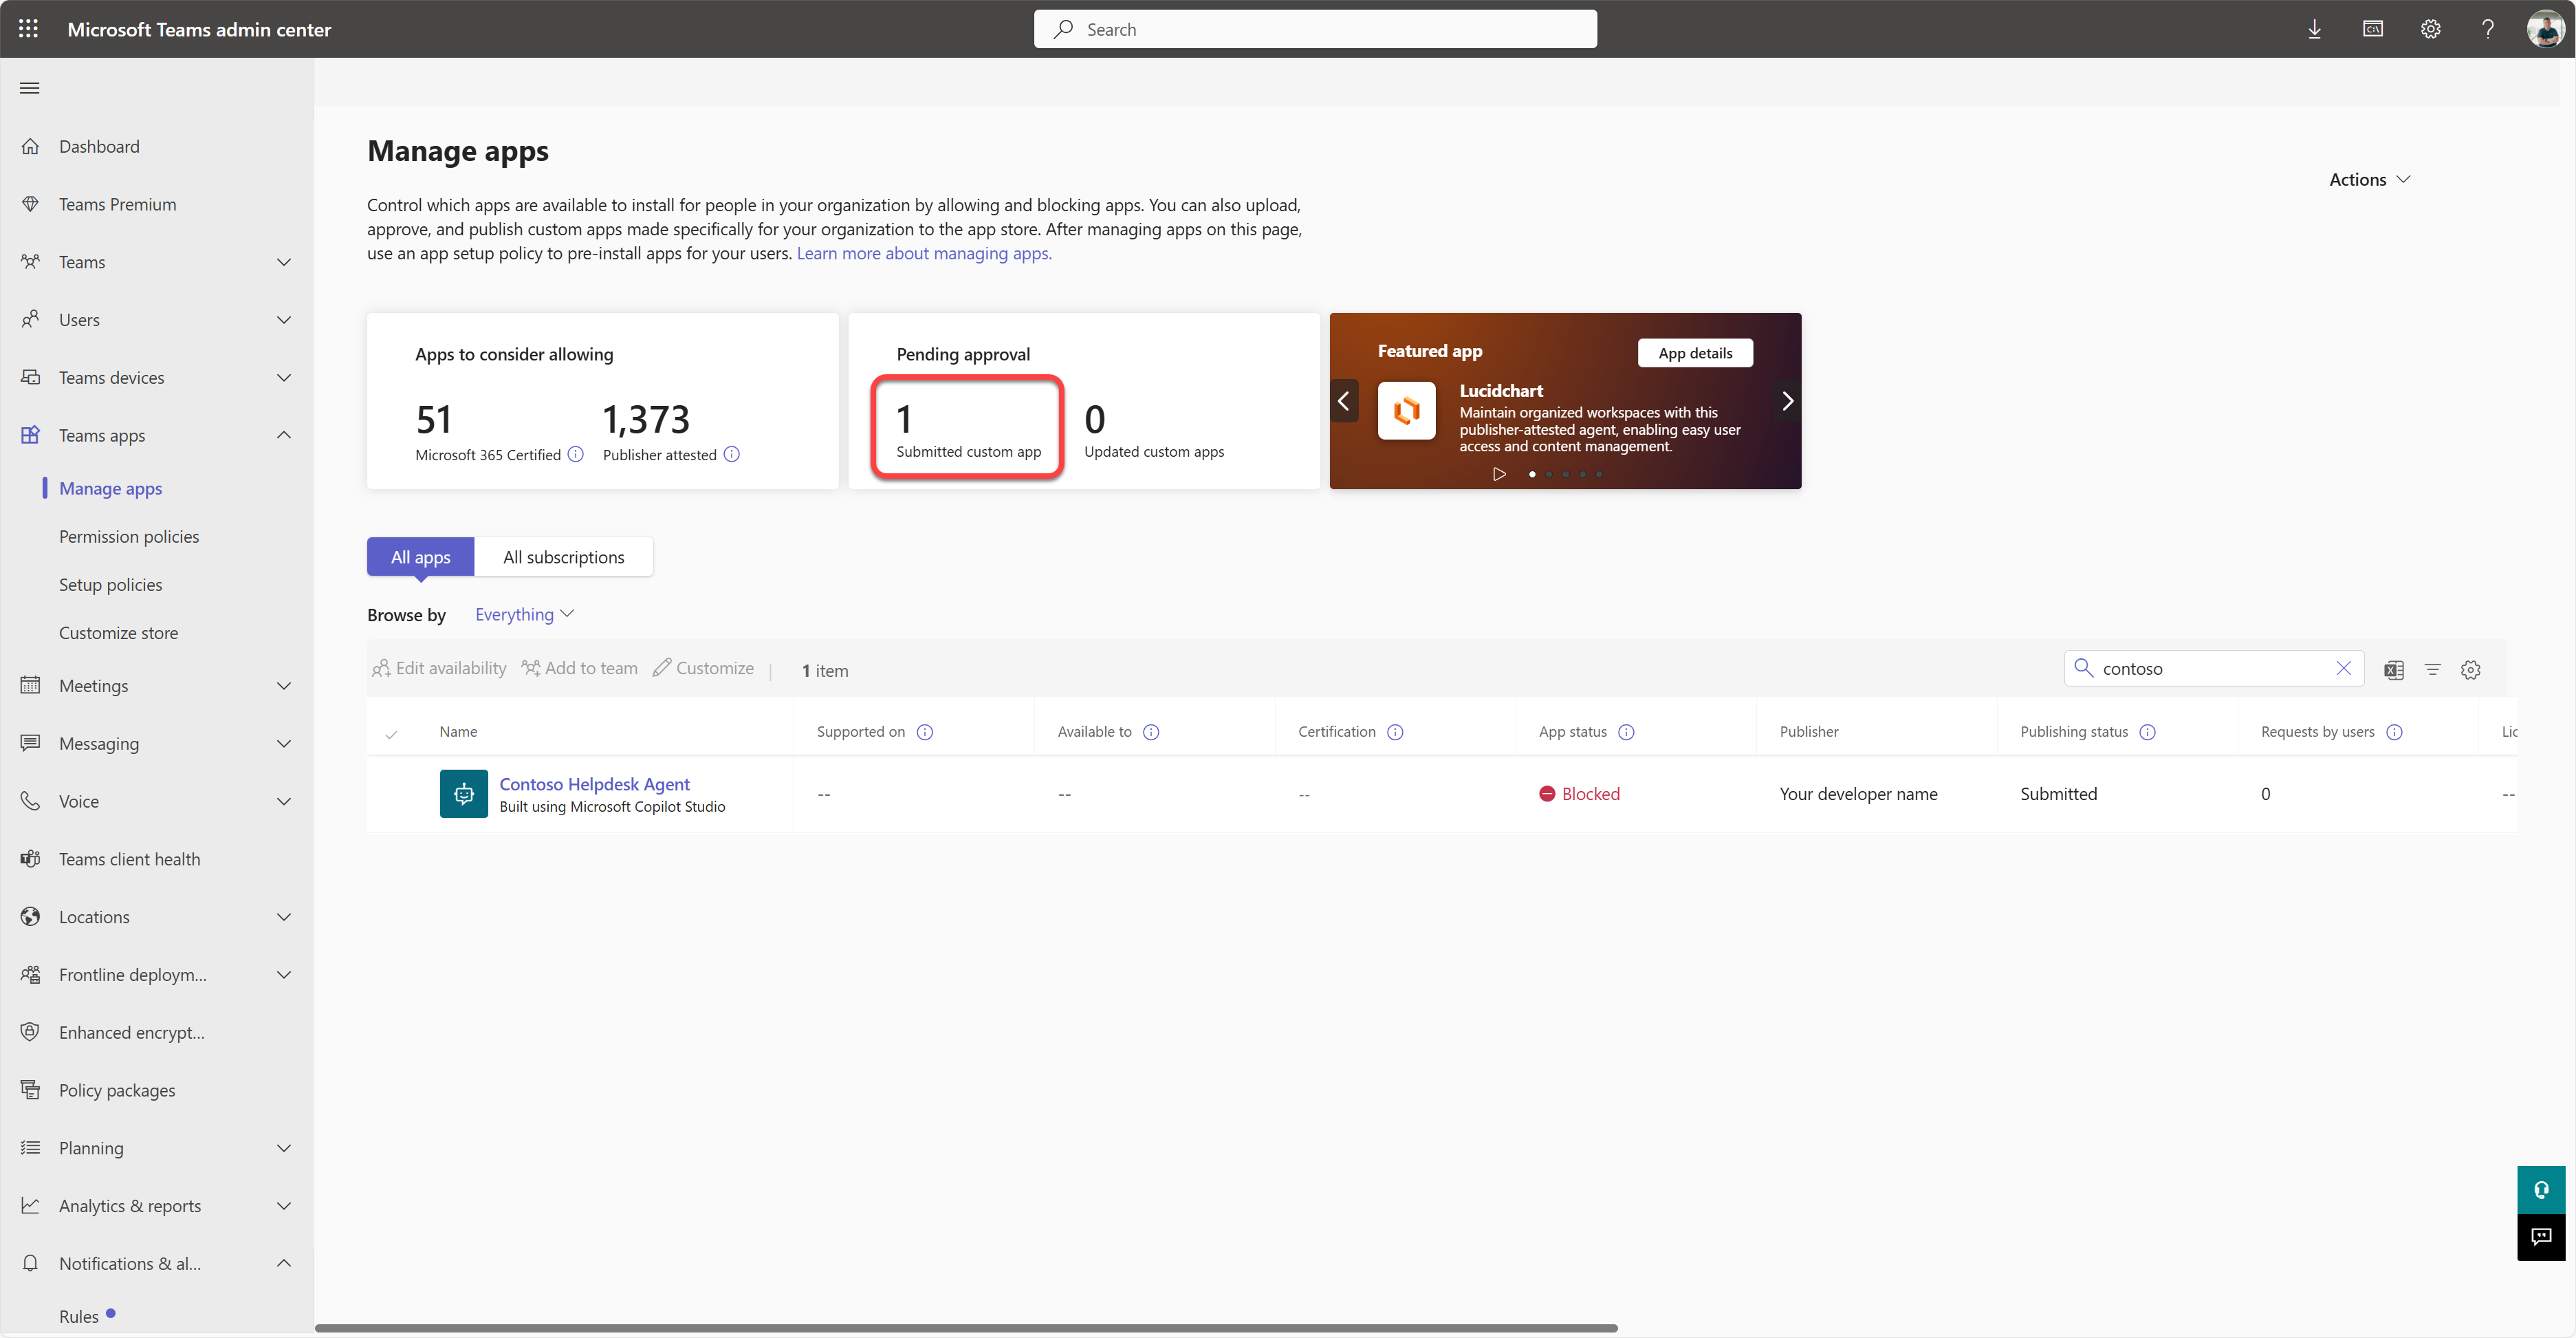 Microsoft Teams admin center
Search
Dashboard
Teams Premium
Teams
Users
Teams devices
Teams apps
Manage apps
Permission policies
Setup policies
Customize store
Meetings
Messaging
Voice
Teams client health
Locations
Frontline deploym...
Enhanced encrypt...
Policy packages
Planning
Analytics & reports
Notifications & al...
Rules
Manage apps
Actions
Control which apps are available to install for people in your organization by allowing and blocking apps. You can also upload,
approve, and publish custom apps made specifically for your organization to the app store. After managing apps on this page,
use an app setup policy to pre-install apps for your users. Learn more about managing apps.
Apps to consider allowing
51 1,373
Microsoft 365 Certified Publisher attested
Pending approval
1 0
Submitted custom app Updated custom apps
Featured app App details
Lucidchart
Maintain organized workspaces with this
publisher-attested agent, enabling easy user
access and content management.
All apps All subscriptions
Browse by Everything
Edit availability Add to team Customize | 1 item contoso
Name Supported on Available to Certification App status Publisher Publishing status Requests by users Lic
Contoso Helpdesk Agent
Built using Microsoft Copilot Studio
-- -- -- Blocked Your developer name Submitted 0 --